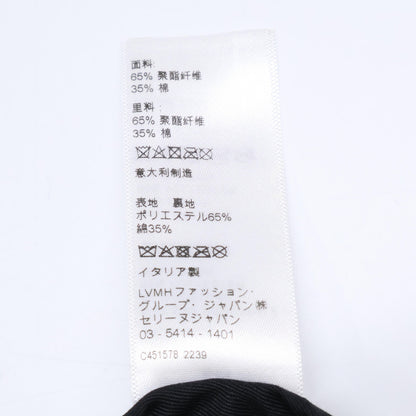 面料:
65% 聚酯纤维
35% 棉
里料:
65% 聚酯纤维
35% 棉
意大利制造
表地 裏地
ポリエステル65%
綿35%
イタリア製
LVMHファッション・
グループ・ジャパン㈱
セリーヌジャパン
03 - 5414 - 1401
C451578 2239